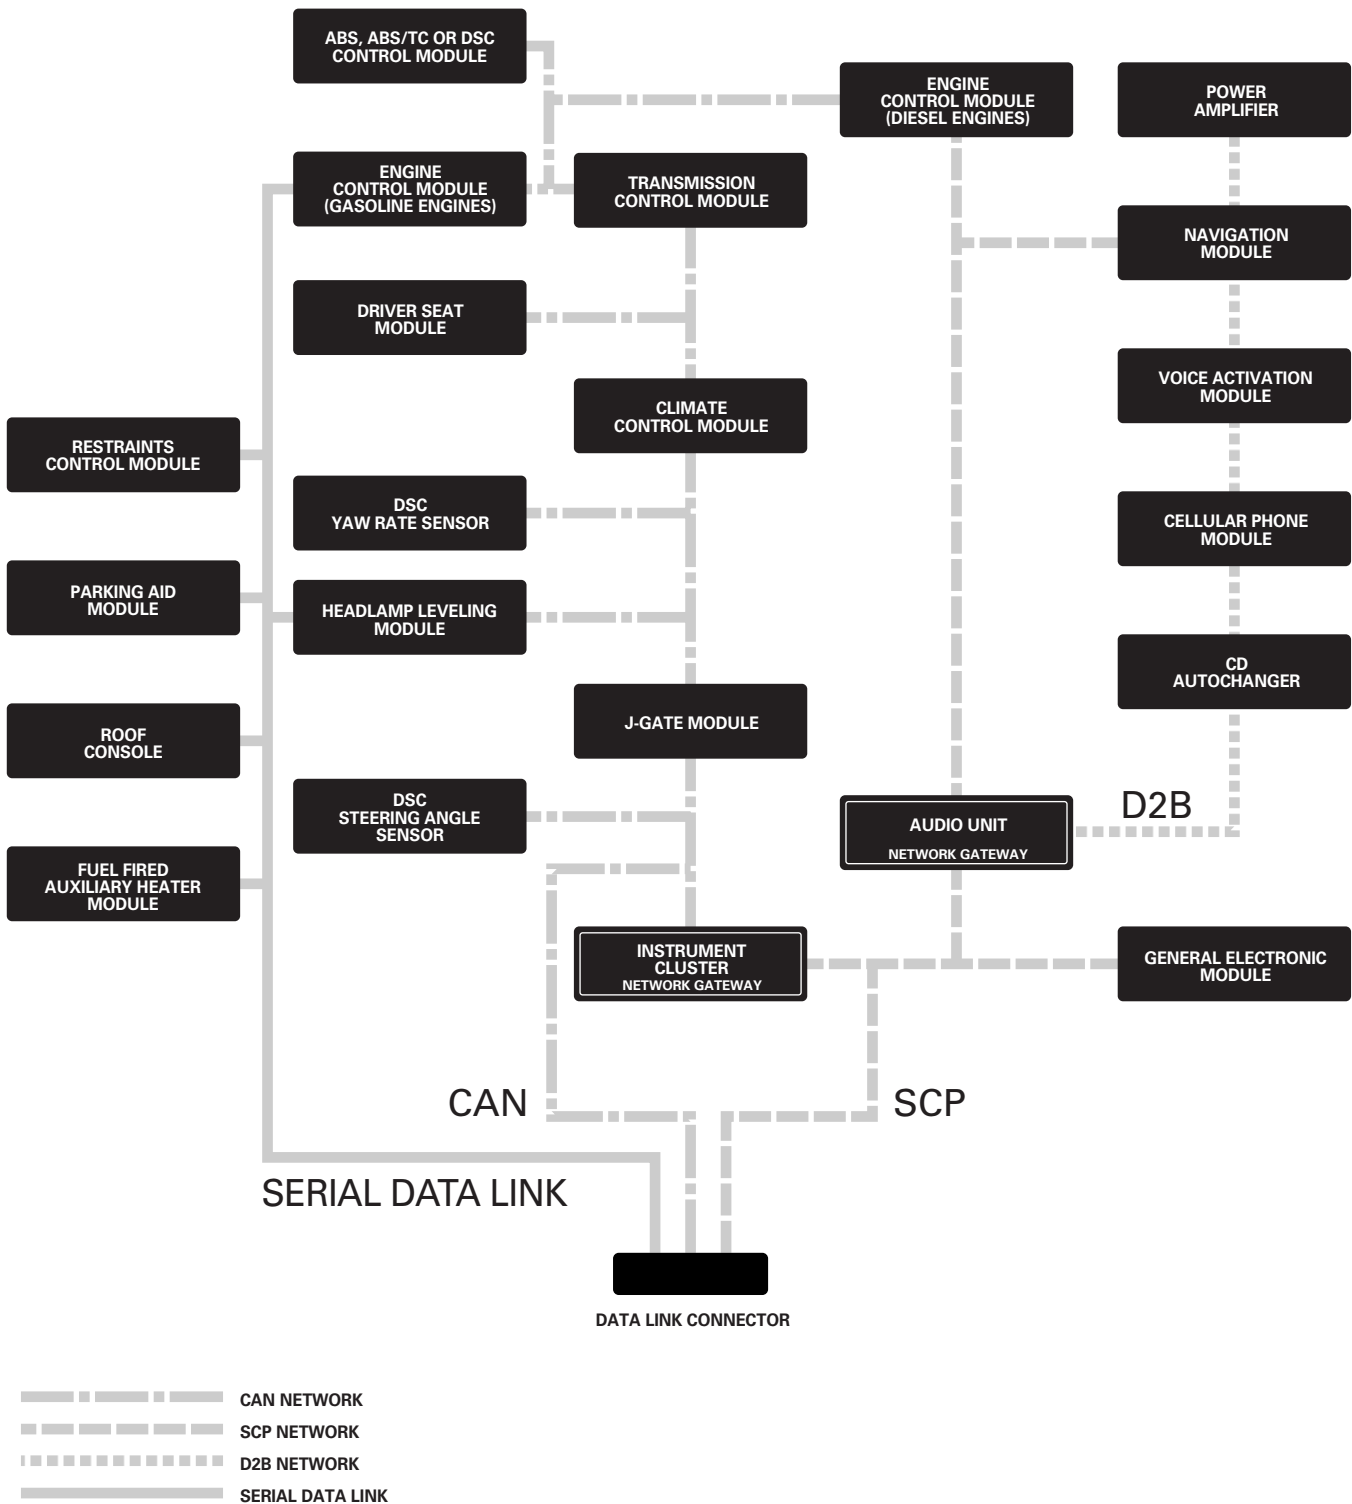 ABS, ABS/TC OR DSC
CONTROL MODULE
ENGINE
CONTROL MODULE
(DIESEL ENGINES)
POWER
AMPLIFIER
ENGINE
CONTROL MODULE
(GASOLINE ENGINES)
TRANSMISSION
CONTROL MODULE
NAVIGATION
MODULE
DRIVER SEAT
MODULE
VOICE ACTIVATION
MODULE
CLIMATE
CONTROL MODULE
RESTRAINTS
CONTROL MODULE
DSC
YAW RATE SENSOR
CELLULAR PHONE
MODULE
PARKING AID
MODULE
HEADLAMP LEVELING
MODULE
CD
AUTOCHANGER
ROOF
CONSOLE
J-GATE MODULE
DSC
STEERING ANGLE
SENSOR
AUDIO UNIT
NETWORK GATEWAY
D2B
FUEL FIRED
AUXILIARY HEATER
MODULE
INSTRUMENT
CLUSTER
NETWORK GATEWAY
GENERAL ELECTRONIC
MODULE
CAN
SCP
SERIAL DATA LINK
DATA LINK CONNECTOR
CAN NETWORK
SCP NETWORK
D2B NETWORK
SERIAL DATA LINK